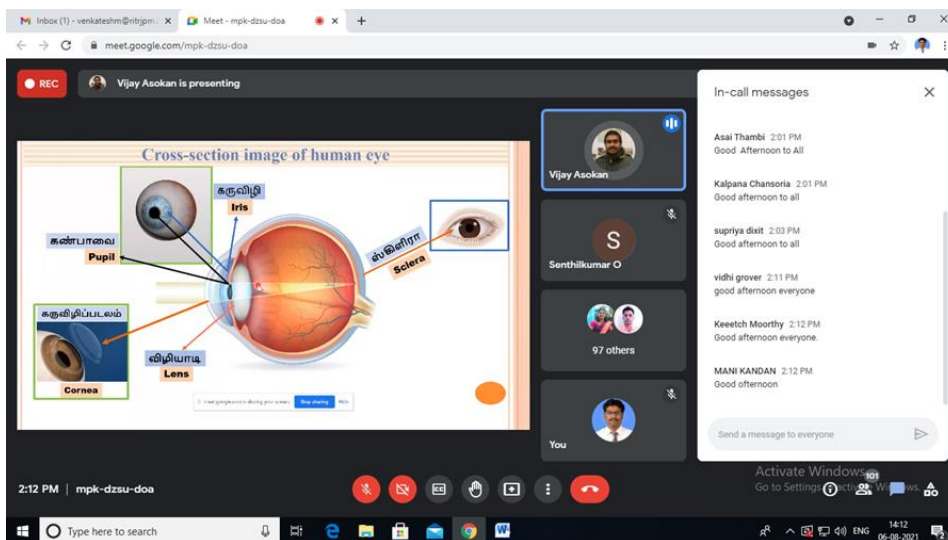 Inbox (1) - venkateshm@ritrjpm.
Meet - mpk-dzsu-doa
meet.google.com/mpk-dzsu-doa
REC
Vijay Asokan is presenting
Cross-section image of human eye
கருவிழி
Iris
கண்பாவை
Pupil
ஸ்கிளிரா
Sclera
கருவிழிப்படலம்
Cornea
விழியாடி
Lens
Stop sharing
Hide
Vijay Asokan
S
Senthilkumar O
97 others
You
In-call messages
Asai Thambi 2:01 PM
Good Afternoon to All
Kalpana Chansoria 2:01 PM
Good afternoon to all
supriya dixit 2:03 PM
Good afternoon to all
vidhi grover 2:11 PM
good afternoon everyone
Keeetch Moorthy 2:12 PM
Good afternoon everyone.
MANI KANDAN 2:12 PM
Good ofternoon
Send a message to everyone
Activate Windows
Go to Settings
101
2:12 PM | mpk-dzsu-doa
Type here to search
ENG
14:12
06-08-2021